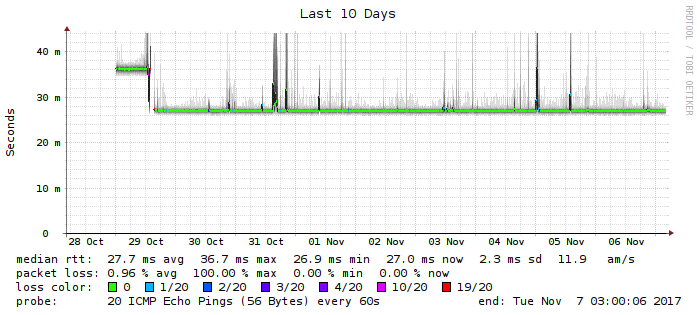 Last 10 Days
RRDTOOL / TOBI OETIKER
Seconds
40 m
30 m
20 m
10 m
0
28 Oct 29 Oct 30 Oct 31 Oct 01 Nov 02 Nov 03 Nov 04 Nov 05 Nov 06 Nov
median rtt: 27.7 ms avg 36.7 ms max 26.9 ms min 27.0 ms now 2.3 ms sd 11.9 am/s
packet loss: 0.96 % avg 100.00 % max 0.00 % min 0.00 % now
loss color: 0 1/20 2/20 3/20 4/20 10/20 19/20
probe: 20 ICMP Echo Pings (56 Bytes) every 60s end: Tue Nov 7 03:00:06 2017